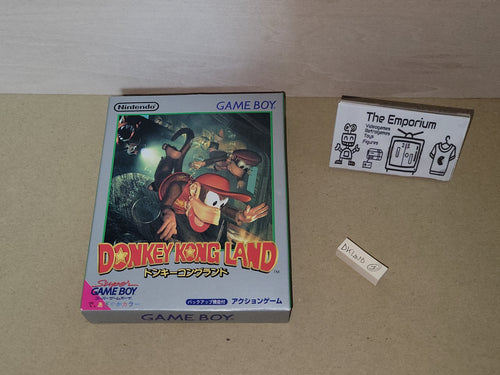 Nintendo
GAME BOY
DONKEY KONG LAND
TM
ドンキーコングランド
Super
GAME BOY
バックアップ機能付
アクションゲーム
GAME BOY
The Emporium
Videogames
Retrogames
Toys
Figures